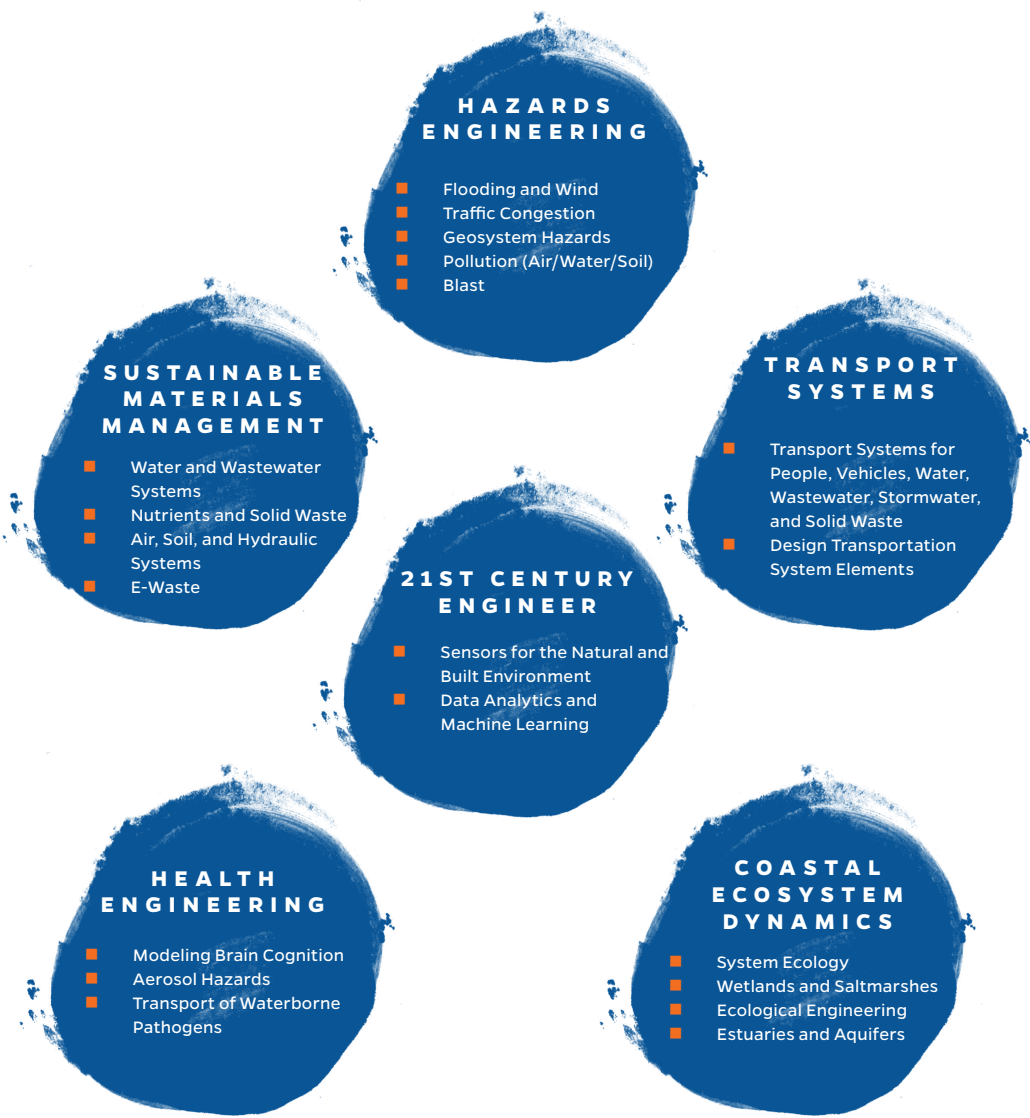 HAZARDS
ENGINEERING
Flooding and Wind
Traffic Congestion
Geosystem Hazards
Pollution (Air/Water/Soil)
Blast
SUSTAINABLE
MATERIALS
MANAGEMENT
Water and Wastewater
Systems
Nutrients and Solid Waste
Air, Soil, and Hydraulic
Systems
E-Waste
TRANSPORT
SYSTEMS
Transport Systems for
People, Vehicles, Water,
Wastewater, Stormwater,
and Solid Waste
Design Transportation
System Elements
21ST CENTURY
ENGINEER
Sensors for the Natural and
Built Environment
Data Analytics and
Machine Learning
HEALTH
ENGINEERING
Modeling Brain Cognition
Aerosol Hazards
Transport of Waterborne
Pathogens
COASTAL
ECOSYSTEM
DYNAMICS
System Ecology
Wetlands and Saltmarshes
Ecological Engineering
Estuaries and Aquifers